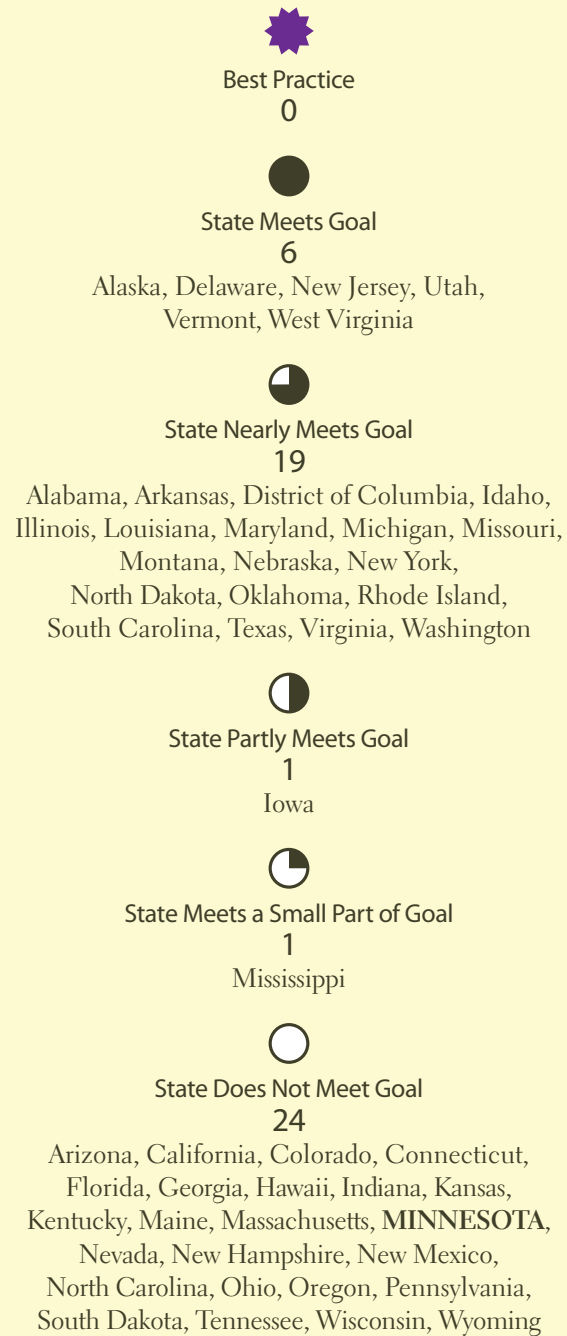 Best Practice
0
State Meets Goal
6
Alaska, Delaware, New Jersey, Utah,
Vermont, West Virginia
State Nearly Meets Goal
19
Alabama, Arkansas, District of Columbia, Idaho,
Illinois, Louisiana, Maryland, Michigan, Missouri,
Montana, Nebraska, New York,
North Dakota, Oklahoma, Rhode Island,
South Carolina, Texas, Virginia, Washington
State Partly Meets Goal
1
Iowa
State Meets a Small Part of Goal
1
Mississippi
State Does Not Meet Goal
24
Arizona, California, Colorado, Connecticut,
Florida, Georgia, Hawaii, Indiana, Kansas,
Kentucky, Maine, Massachusetts, MINNESOTA,
Nevada, New Hampshire, New Mexico,
North Carolina, Ohio, Oregon, Pennsylvania,
South Dakota, Tennessee, Wisconsin, Wyoming